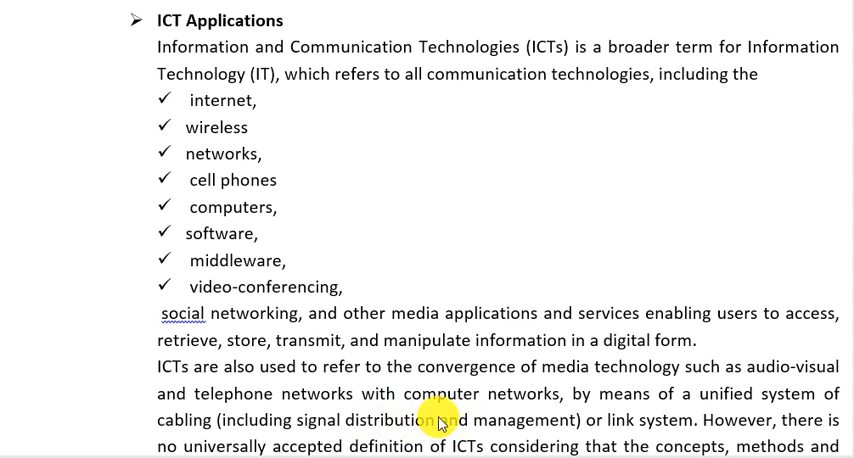 ➢ ICT Applications
Information and Communication Technologies (ICTs) is a broader term for Information
Technology (IT), which refers to all communication technologies, including the
✓ internet,
✓ wireless
✓ networks,
✓ cell phones
✓ computers,
✓ software,
✓ middleware,
✓ video-conferencing,
social networking, and other media applications and services enabling users to access,
retrieve, store, transmit, and manipulate information in a digital form.
ICTs are also used to refer to the convergence of media technology such as audio-visual
and telephone networks with computer networks, by means of a unified system of
cabling (including signal distribution and management) or link system. However, there is
no universally accepted definition of ICTs considering that the concepts, methods and